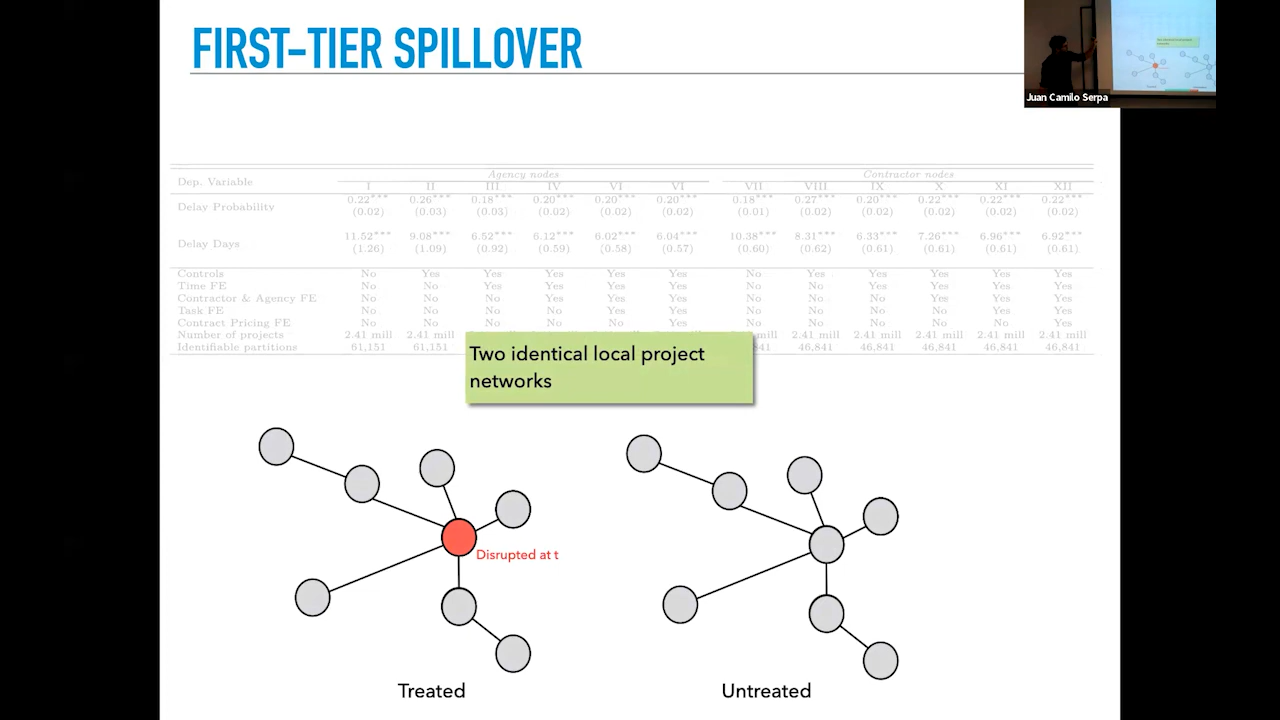 FIRST-TIER SPILLOVER
Juan Camilo Serpa
Dep. Variable Agency nodes Contractor nodes
I II III IV VI VI VII VIII IX X XI XII
Delay Probability 0.22*** 0.26*** 0.18*** 0.20*** 0.20*** 0.20*** 0.18*** 0.27*** 0.20*** 0.22*** 0.22*** 0.22***
(0.02) (0.03) (0.03) (0.02) (0.02) (0.02) (0.01) (0.02) (0.02) (0.02) (0.02) (0.02)
Delay Days 11.52*** 9.08*** 6.52*** 6.12*** 6.02*** 6.04*** 10.38*** 8.31*** 6.33*** 7.26*** 6.96*** 6.92***
(1.26) (1.09) (0.92) (0.59) (0.58) (0.57) (0.60) (0.62) (0.61) (0.61) (0.61) (0.61)
Controls No Yes Yes Yes Yes Yes No Yes Yes Yes Yes Yes
Time FE No No Yes Yes Yes Yes No No Yes Yes Yes Yes
Contractor & Agency FE No No No Yes Yes Yes No No No Yes Yes Yes
Task FE No No No No Yes Yes No No No No Yes Yes
Contract Pricing FE No No No No No Yes No No No No No Yes
Number of projects 2.41 mill 2.41 mill 2.41 mill 2.41 mill 2.41 mill 2.41 mill
Identifiable partitions 61,151 61,151 46,841 46,841 46,841 46,841 46,841
Two identical local project
networks
Disrupted at t
Treated Untreated